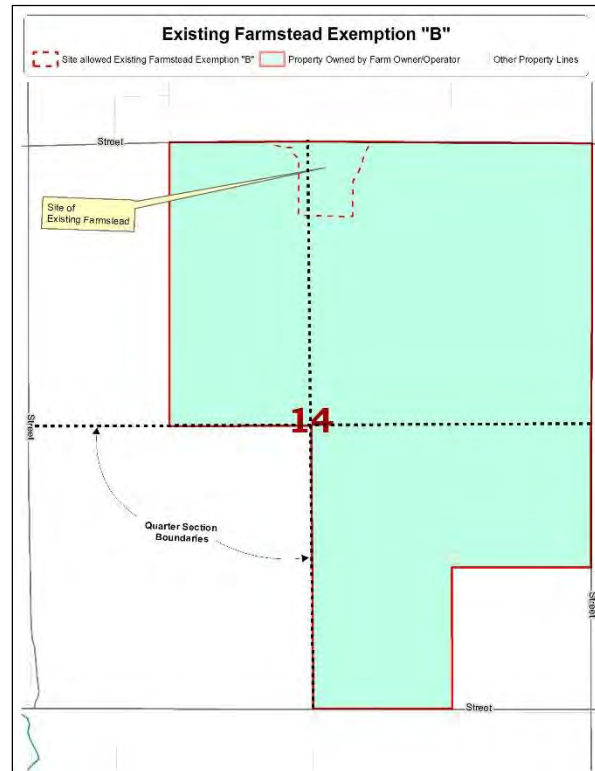 Existing Farmstead Exemption "B"
Site allowed Existing Farmstead Exemption "B" Property Owned by Farm Owner/Operator Other Property Lines
Street
Site of
Existing Farmstead
14
Street
Quarter Section
Boundaries
Street
Street